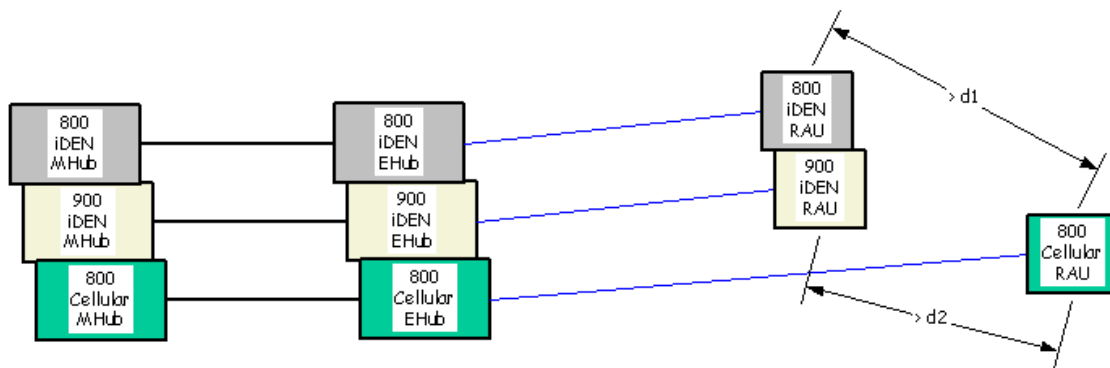 800
iDEN
MHub
800
iDEN
EHub
800
iDEN
RAU
> d1
900
iDEN
MHub
900
iDEN
EHub
900
iDEN
RAU
800
Cellular
MHub
800
Cellular
EHub
800
Cellular
RAU
> d2